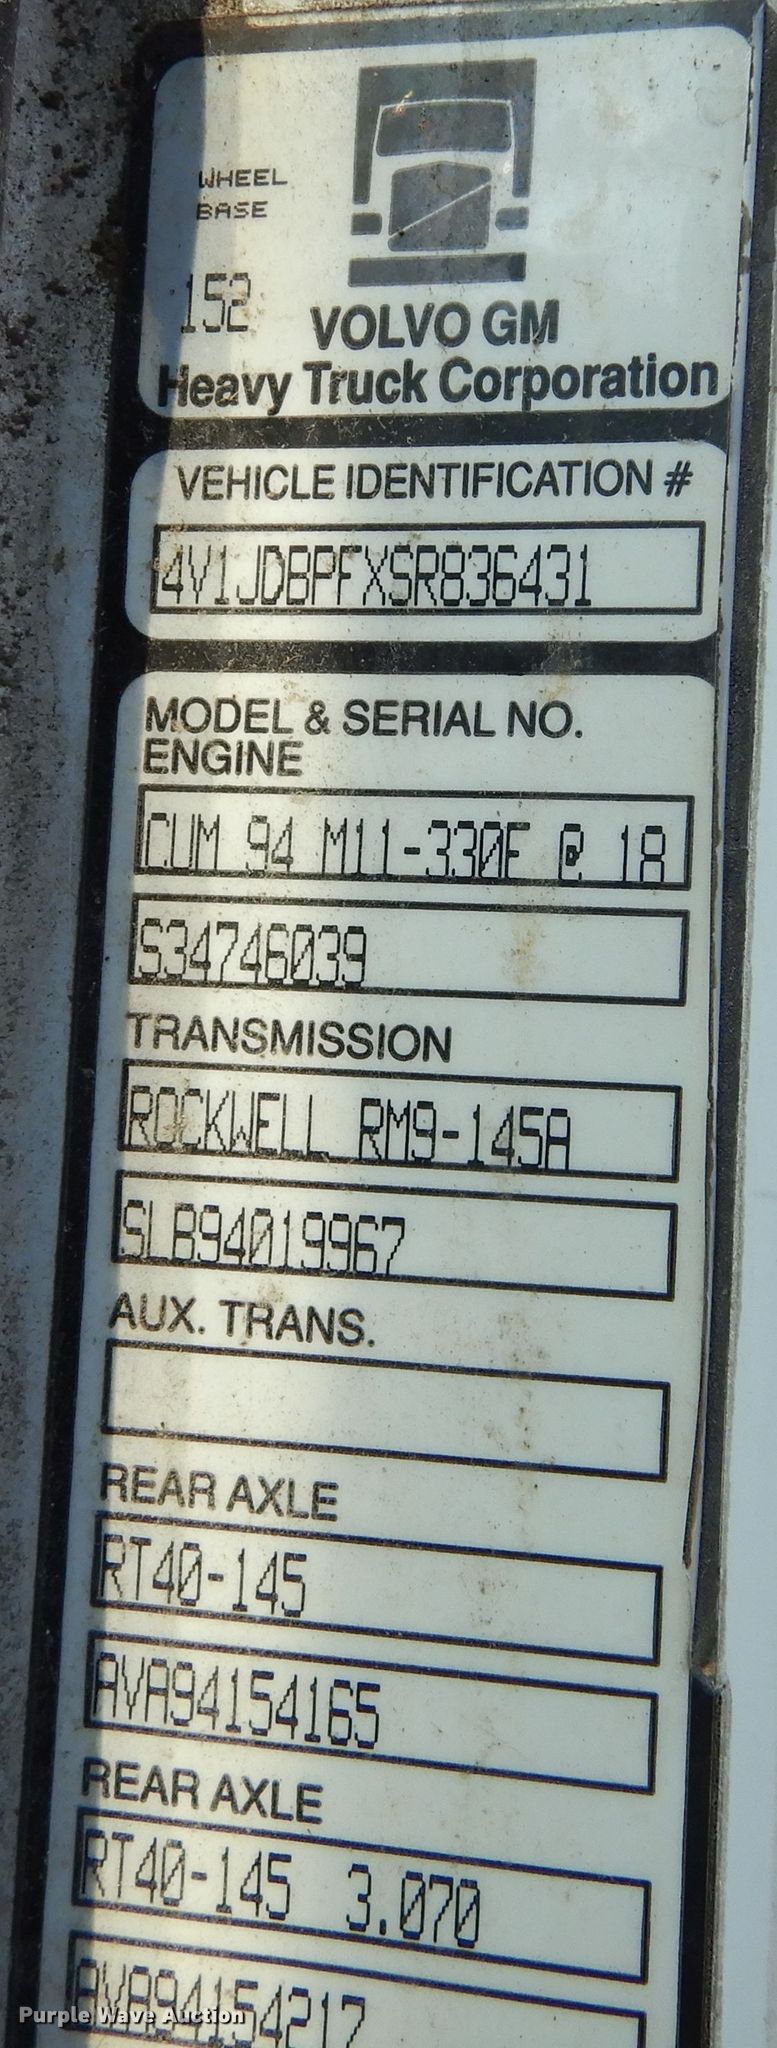 WHEEL
BASE
152
VOLVO GM
Heavy Truck Corporation
VEHICLE IDENTIFICATION #
4V1JDBPFXSR836431
MODEL & SERIAL NO.
ENGINE
CUM 94 M11-330E @ 18
S34746039
TRANSMISSION
ROCKWELL RM9-145A
SLB94019967
AUX. TRANS.
REAR AXLE
RT40-145
AVA94154165
REAR AXLE
RT40-145 3.070
AVA94154217
Purple Wave Auction